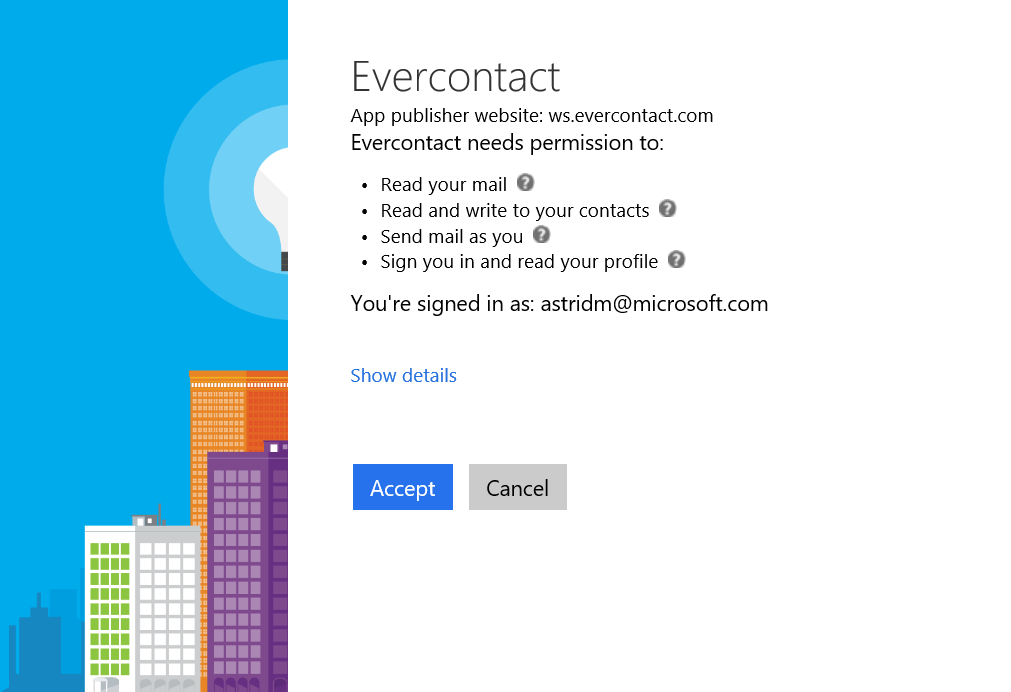 Evercontact
App publisher website: ws.evercontact.com
Evercontact needs permission to:
• Read your mail ?
• Read and write to your contacts ?
• Send mail as you ?
• Sign you in and read your profile ?
You're signed in as: astridm@microsoft.com
Show details
Accept Cancel